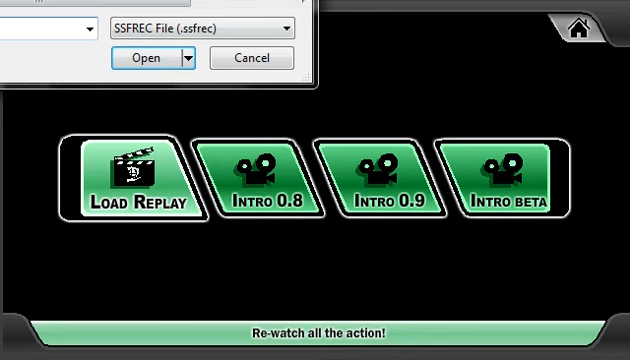 SSFREC File (.ssfrec)
Open
Cancel
LOAD REPLAY
INTRO 0.8
INTRO 0.9
INTRO BETA
Re-watch all the action!